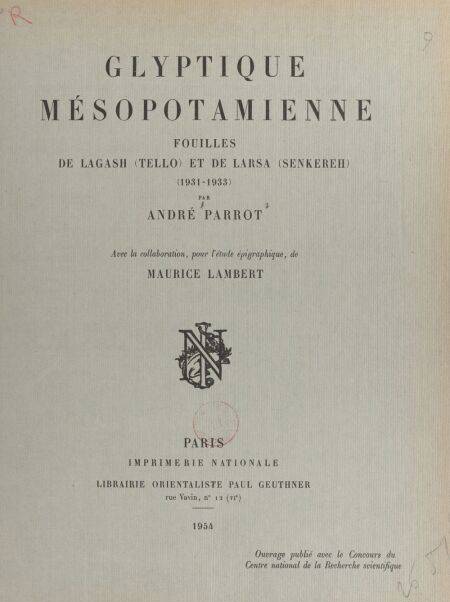 R
GLYPTIQUE
MÉSOPOTAMIENNE
FOUILLES
DE LAGASH (TELLO) ET DE LARSA (SENKEREH)
(1931-1933)
PAR
ANDRÉ PARROT
Avec la collaboration, pour l'étude épigraphique, de
MAURICE LAMBERT
PARIS
IMPRIMERIE NATIONALE
LIBRAIRIE ORIENTALISTE PAUL GEUTHNER
rue Vavin, n° 12 (VIᵉ)
1954
Ouvrage publié avec le Concours du
Centre national de la Recherche scientifique